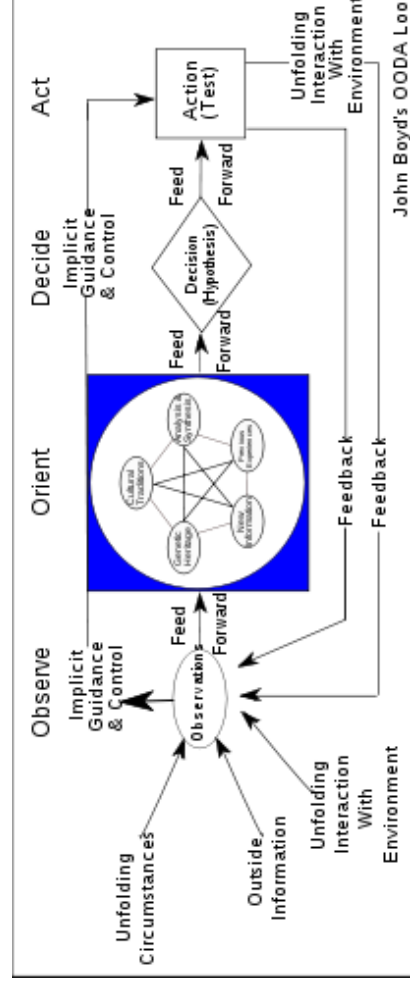 Observe
Orient
Decide
Act
Implicit
Guidance
& Control
Implicit
Guidance
& Control
Unfolding
Circumstances
Observations
Feed
Forward
Cultural
Traditions
Genetic
Heritage
Analysis &
Synthesis
New
Information
Previous
Experiences
Feed
Forward
Decision
(Hypothesis)
Feed
Forward
Action
(Test)
Outside
Information
Unfolding
Interaction
With
Environment
Feedback
Feedback
Unfolding
Interaction
With
Environment
John Boyd's OODA Loo